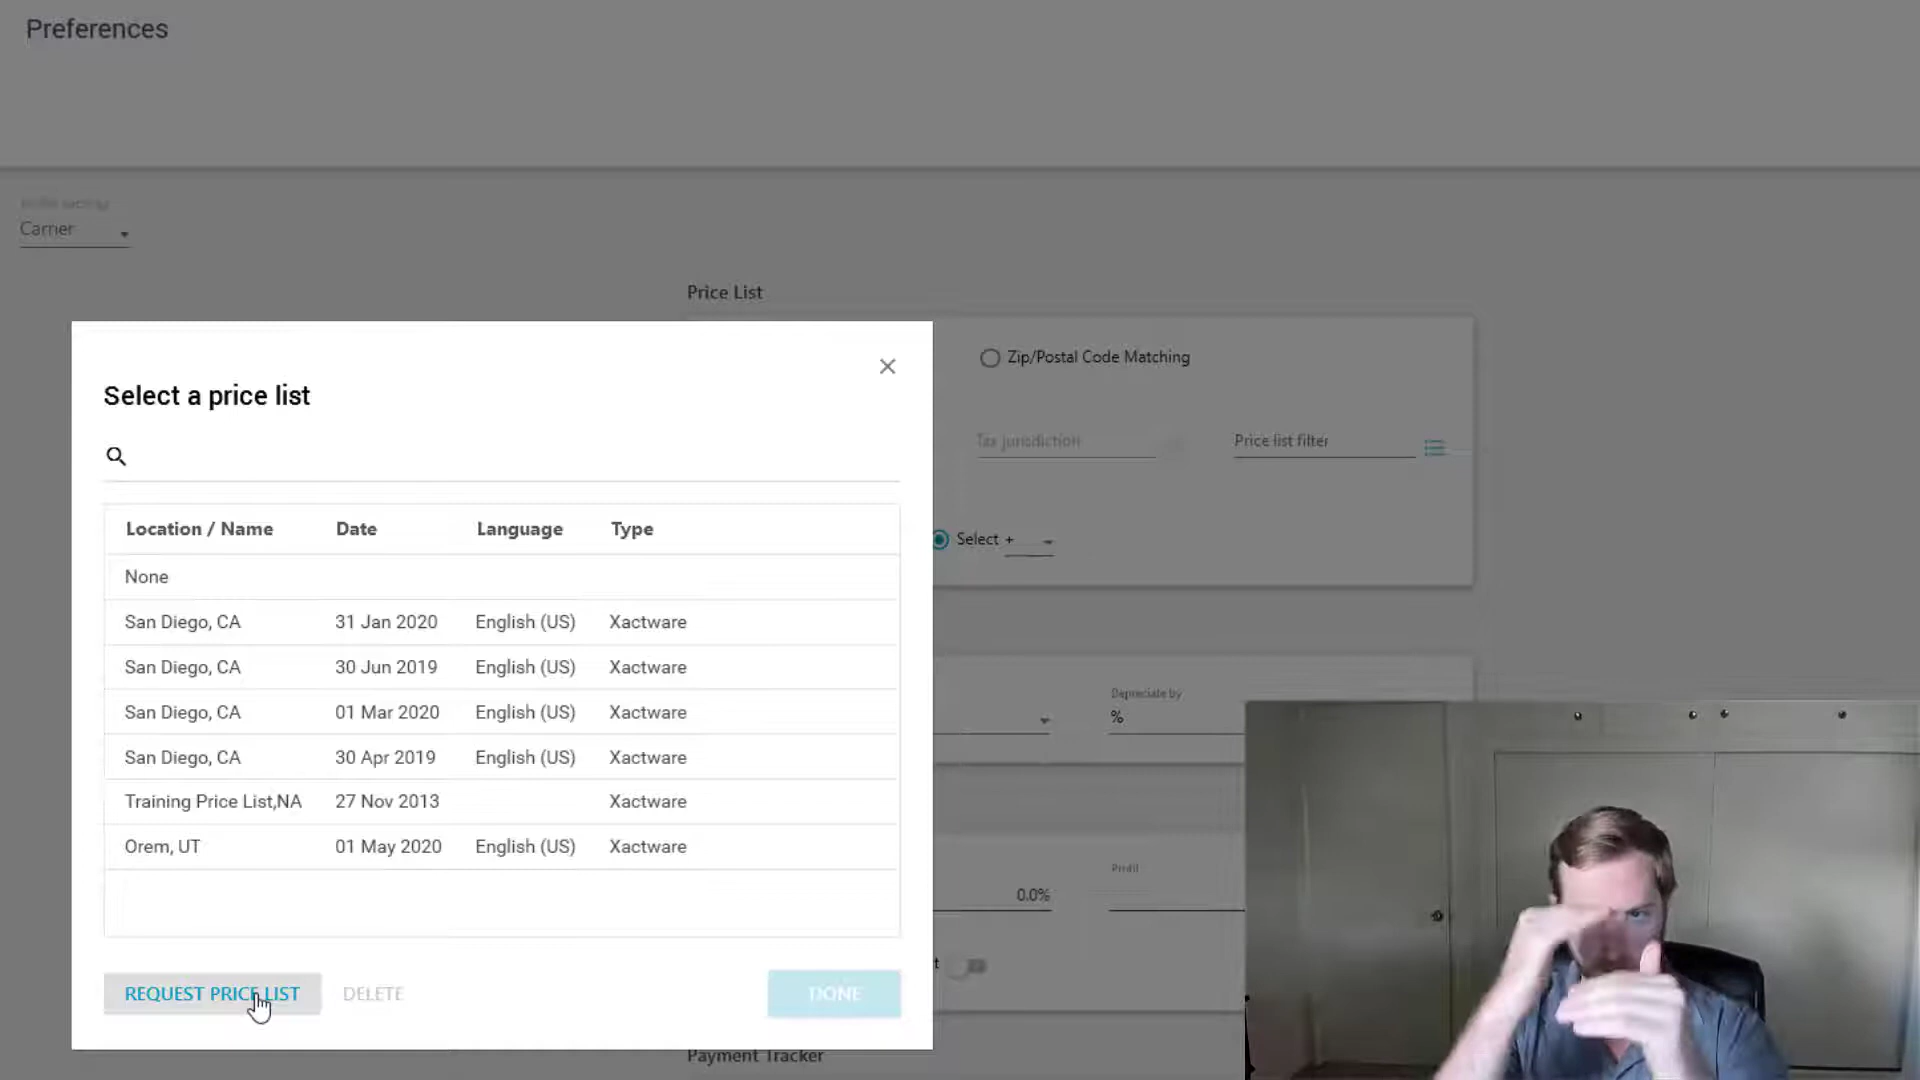 Preferences
Carrier
Price List
Zip/Postal Code Matching
Select a price list
Tax jurisdiction
Price list filter
Location / Name Date Language Type
Select +
None
San Diego, CA 31 Jan 2020 English (US) Xactware
San Diego, CA 30 Jun 2019 English (US) Xactware
Depreciate by
%
San Diego, CA 01 Mar 2020 English (US) Xactware
San Diego, CA 30 Apr 2019 English (US) Xactware
Training Price List,NA 27 Nov 2013 Xactware
Orem, UT 01 May 2020 English (US) Xactware
Profit
0.0%
t
REQUEST PRICE LIST DELETE DONE
Payment Tracker